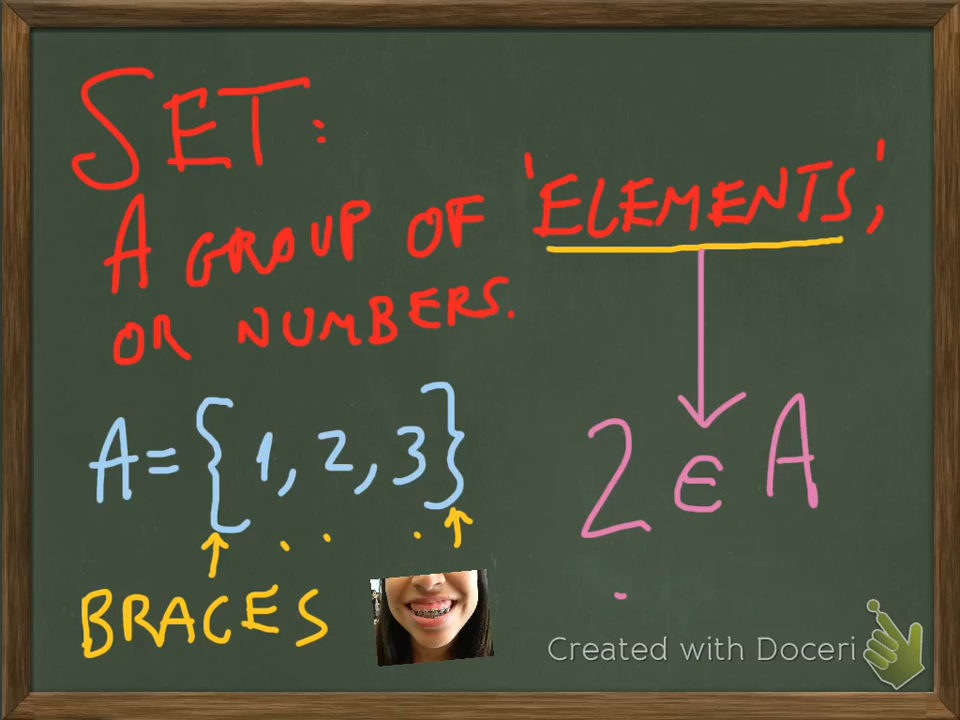 SET:
A GROUP OF 'ELEMENTS,'
OR NUMBERS.
A = {1, 2, 3}
2 ∈ A
BRACES
Created with Doceri